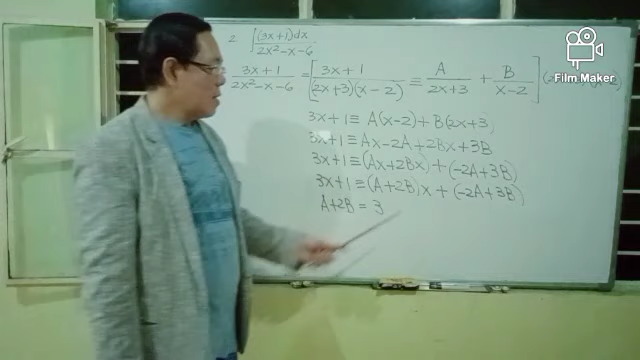 2 ∫(3x+1)dx
2x²-x-6
3x+1 = [ 3x+1 ≡ A + B ]
2x²-x-6 (2x+3)(x-2) 2x+3 x-2
3x+1 ≡ A(x-2)+B(2x+3)
3x+1 ≡ Ax-2A+2Bx+3B
3x+1 ≡ (Ax+2Bx)+(-2A+3B)
3x+1 ≡ (A+2B)x+(-2A+3B)
A+2B = 3
Film Maker